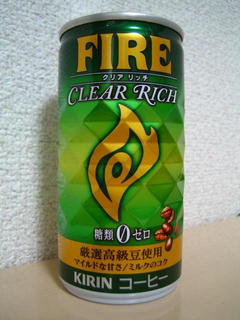 FIRE
クリア リッチ
CLEAR RICH
糖類0ゼロ
厳選高級豆使用
マイルドな甘さ/ミルクのコク
KIRIN コーヒー